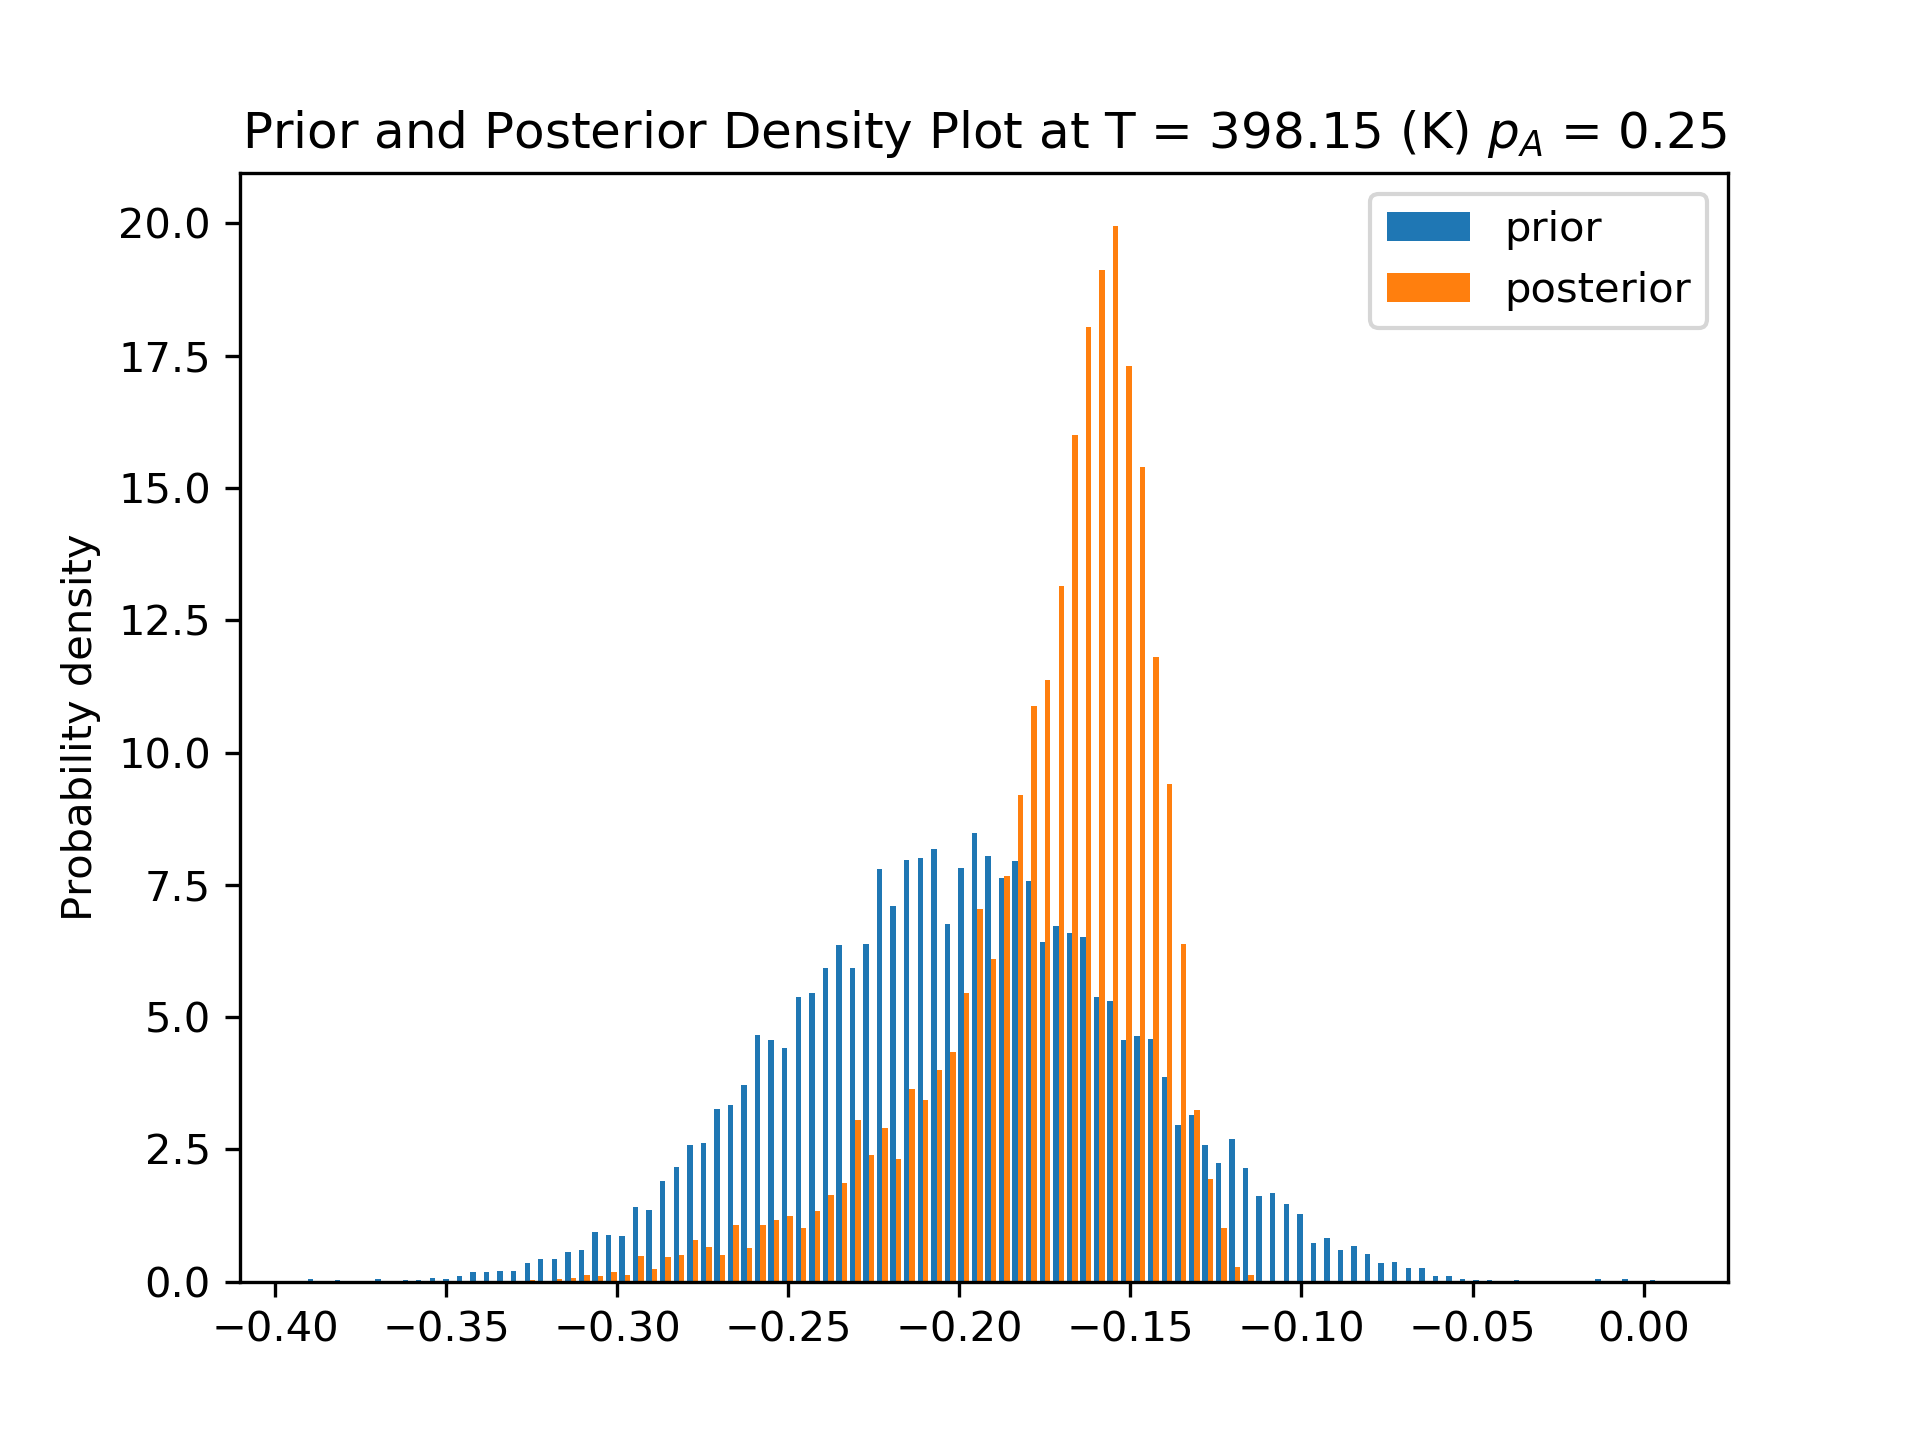 Prior and Posterior Density Plot at T = 398.15 (K) p_A = 0.25
prior
posterior
Probability density
20.0
17.5
15.0
12.5
10.0
7.5
5.0
2.5
0.0
−0.40 −0.35 −0.30 −0.25 −0.20 −0.15 −0.10 −0.05 0.00